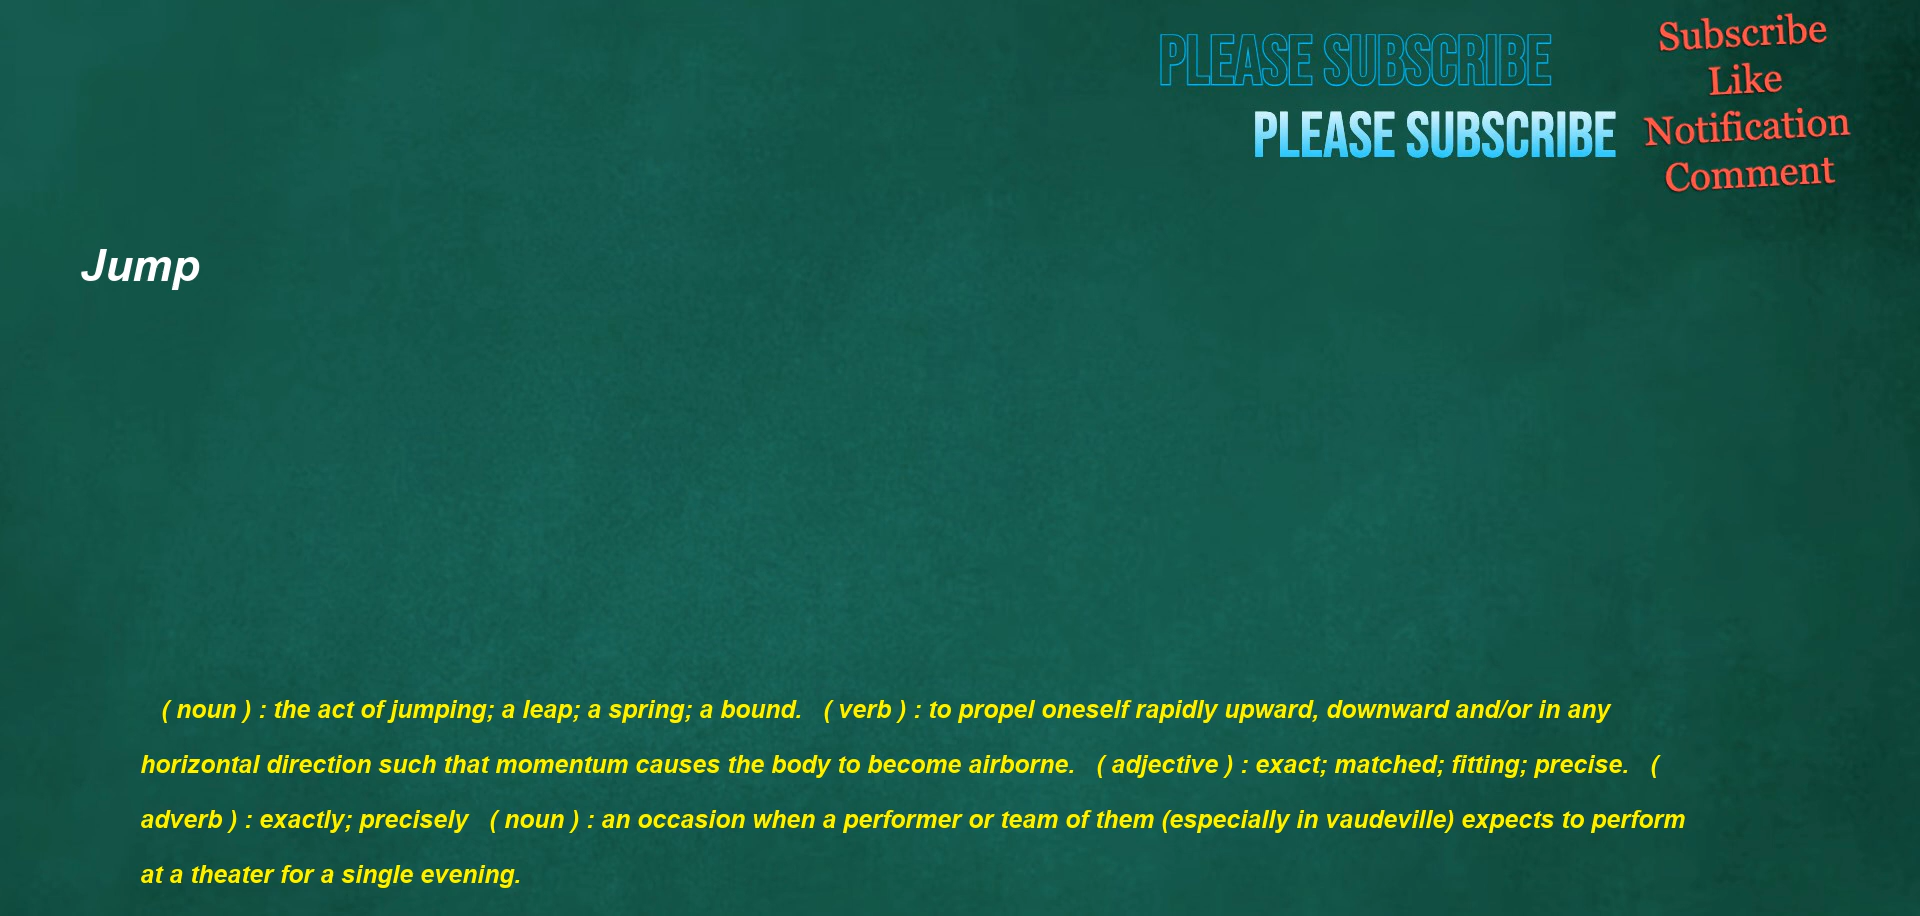 PLEASE SUBSCRIBE
PLEASE SUBSCRIBE
Subscribe
Like
Notification
Comment
Jump
( noun ) : the act of jumping; a leap; a spring; a bound. ( verb ) : to propel oneself rapidly upward, downward and/or in any
horizontal direction such that momentum causes the body to become airborne. ( adjective ) : exact; matched; fitting; precise. (
adverb ) : exactly; precisely ( noun ) : an occasion when a performer or team of them (especially in vaudeville) expects to perform
at a theater for a single evening.